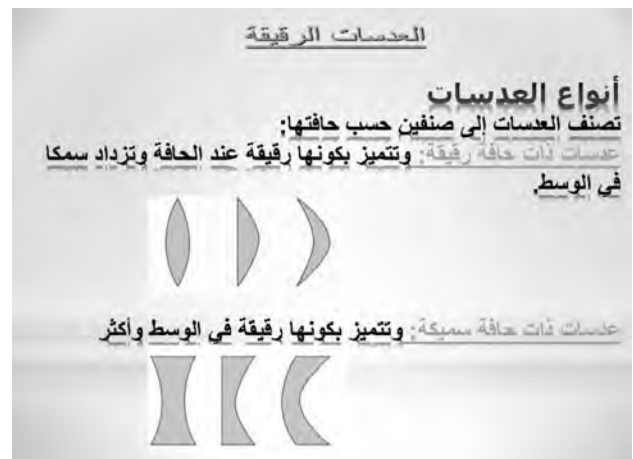 العدسات الرقيقة
أنواع العدسات
تصنف العدسات إلى صنفين حسب حافتها:
عدسات ذات حافة رقيقة: وتتميز بكونها رقيقة عند الحافة وتزداد سمكا
في الوسط.
عدسات ذات حافة سميكة: وتتميز بكونها رقيقة في الوسط وأكثر